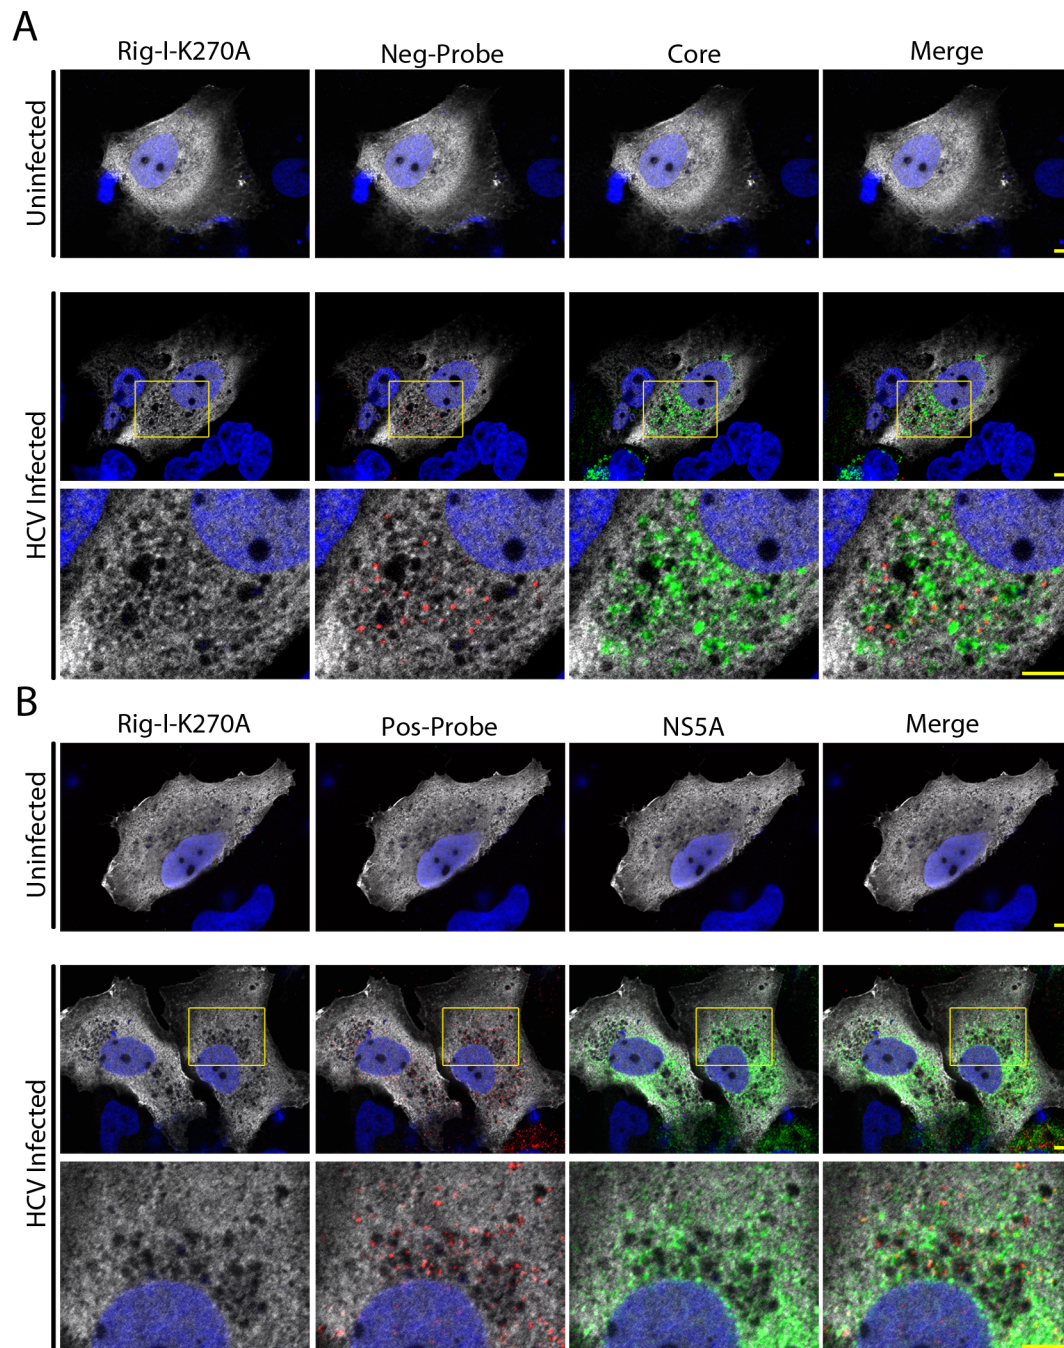 A
Rig-I-K270A Neg-Probe Core Merge
Uninfected
HCV Infected
B
Rig-I-K270A Pos-Probe NS5A Merge
Uninfected
HCV Infected